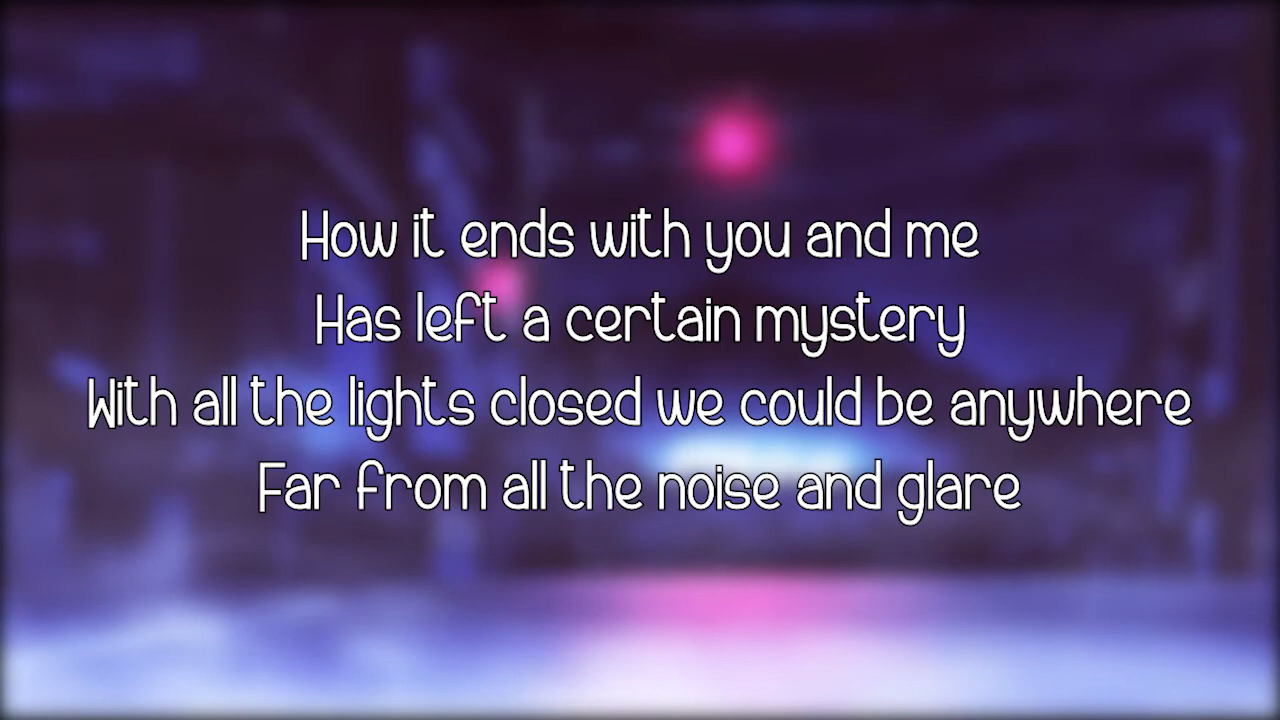 How it ends with you and me
Has left a certain mystery
With all the lights closed we could be anywhere
Far from all the noise and glare